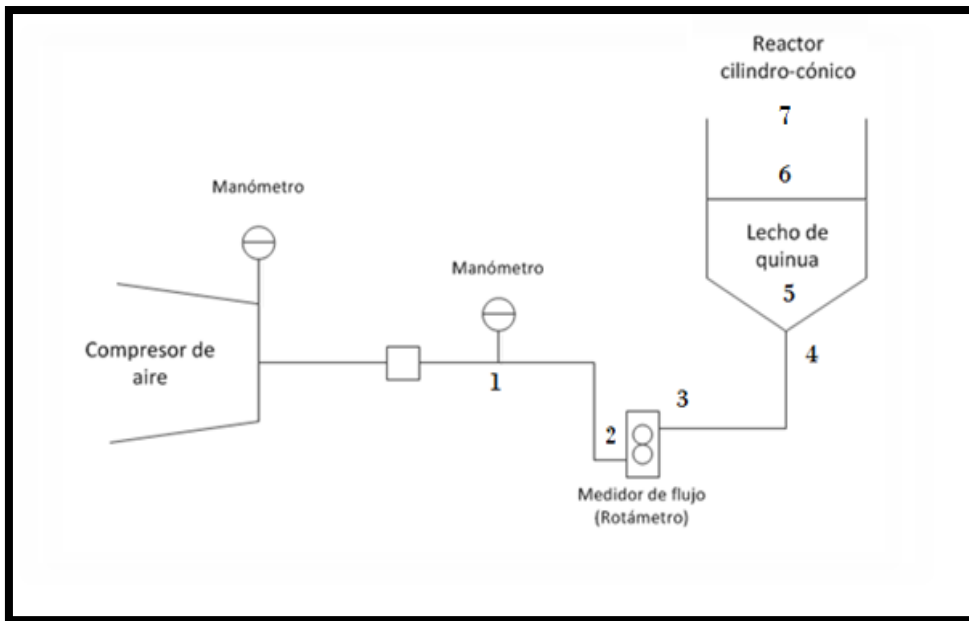 Reactor
cilindro-cónico
7
6
Manómetro
Lecho de
quinua
Manómetro
5
Compresor de
aire
4
1
3
2
Medidor de flujo
(Rotámetro)